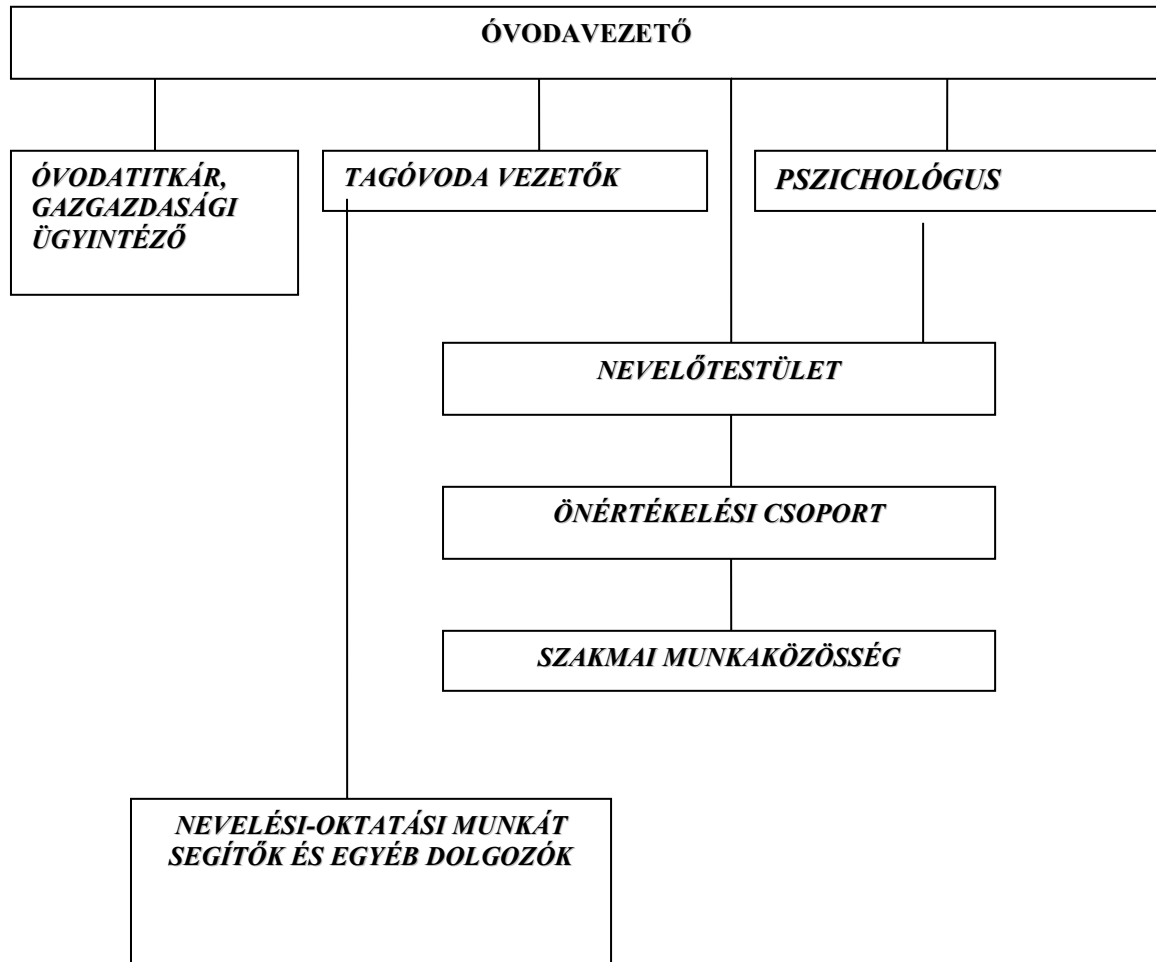 ÓVODAVEZETŐ
ÓVODATITKÁR,
GAZGAZDASÁGI
ÜGYINTÉZŐ
TAGÓVODA VEZETŐK
PSZICHOLÓGUS
NEVELŐTESTÜLET
ÖNÉRTÉKELÉSI CSOPORT
SZAKMAI MUNKAKÖZÖSSÉG
NEVELÉSI-OKTATÁSI MUNKÁT
SEGÍTŐK ÉS EGYÉB DOLGOZÓK